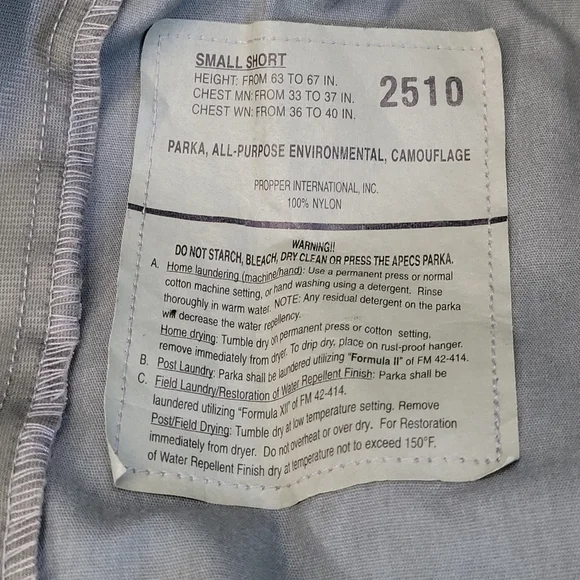 SMALL SHORT
HEIGHT: FROM 63 TO 67 IN.
CHEST MN: FROM 33 TO 37 IN.
CHEST WN: FROM 36 TO 40 IN.
2510
PARKA, ALL-PURPOSE ENVIRONMENTAL, CAMOUFLAGE
PROPPER INTERNATIONAL, INC.
100% NYLON
WARNING!!
DO NOT STARCH, BLEACH, DRY CLEAN OR PRESS THE APECS PARKA.
A. Home laundering (machine/hand): Use a permanent press or normal
cotton machine setting, or hand washing using a detergent. Rinse
thoroughly in warm water. NOTE: Any residual detergent on the parka
will decrease the water repellency.
Home drying: Tumble dry on permanent press or cotton setting,
remove immediately from dryer. To drip dry, place on rust-proof hanger.
B. Post Laundry: Parka shall be laundered utilizing "Formula II" of FM 42-414.
C. Field Laundry/Restoration of Water Repellent Finish: Parka shall be
laundered utilizing "Formula XII" of FM 42-414.
Post/Field Drying: Tumble dry at low temperature setting. Remove
immediately from dryer. Do not overheat or over dry. For Restoration
of Water Repellent Finish dry at temperature not to exceed 150°F.